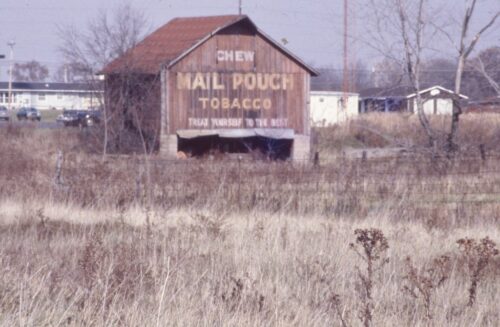 CHEW
MAIL POUCH
TOBACCO
TREAT YOURSELF TO THE BEST